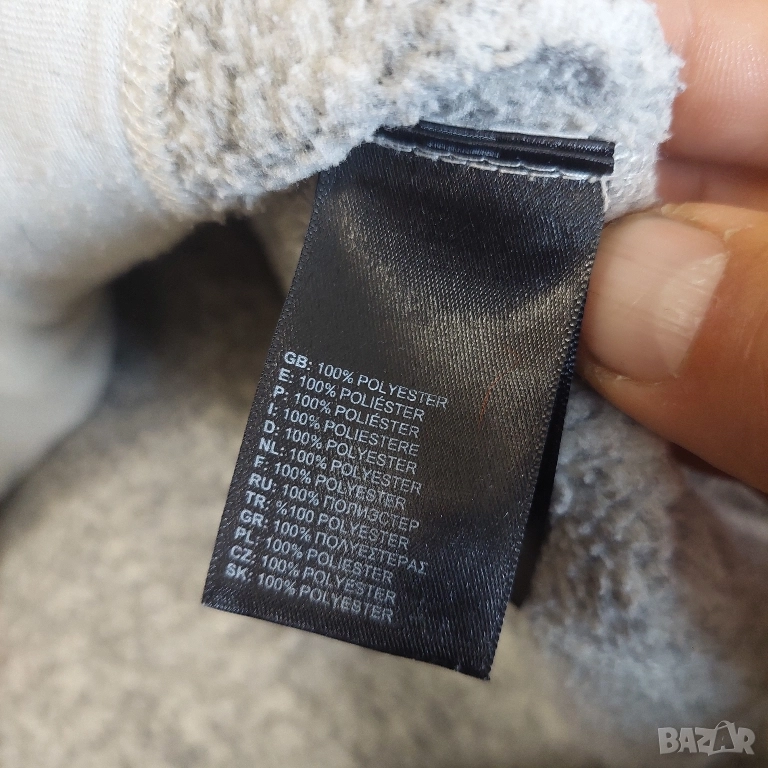 GB: 100% POLYESTER
E: 100% POLIÉSTER
P: 100% POLIÉSTER
I: 100% POLIESTERE
D: 100% POLYESTER
NL: 100% POLYESTER
F: 100% POLYESTER
RU: 100% ПОЛИЭСТЕР
TR: %100 POLYESTER
GR: 100% ΠΟΛΥΕΣΤΕΡΑΣ
PL: 100% POLIESTER
CZ: 100% POLYESTER
SK: 100% POLYESTER
BAZAR